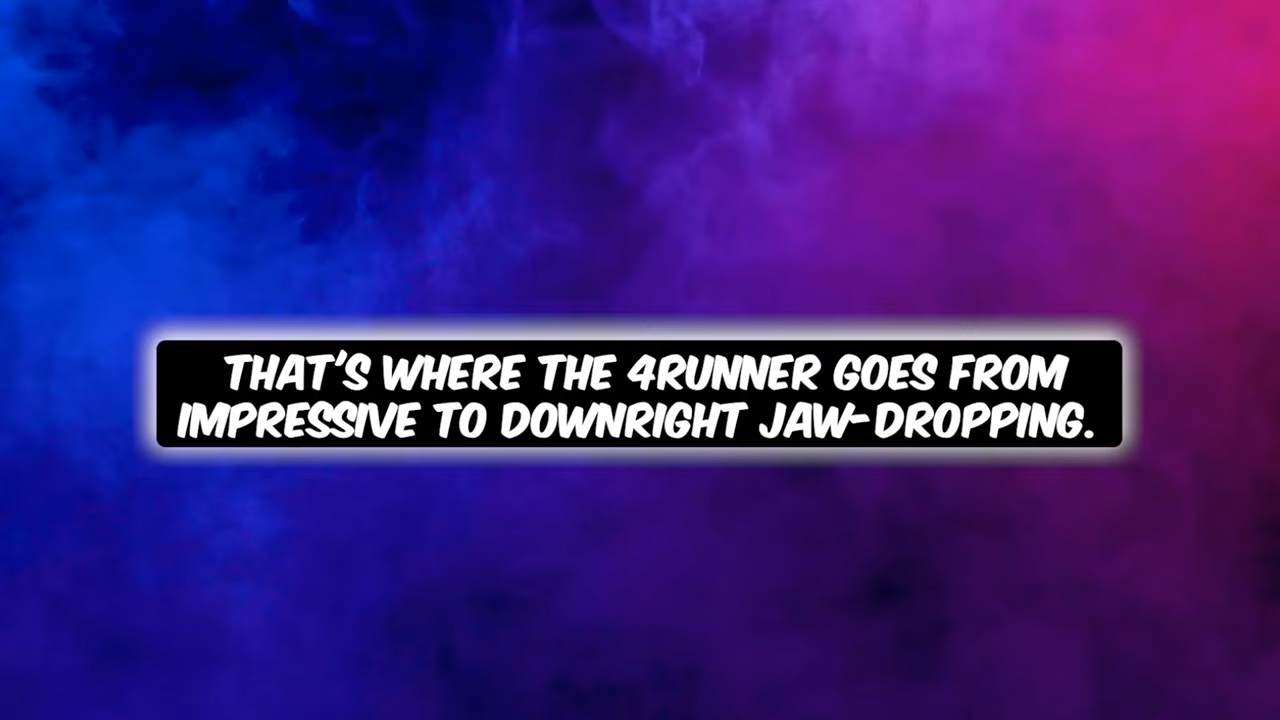 THAT'S WHERE THE 4RUNNER GOES FROM
IMPRESSIVE TO DOWNRIGHT JAW-DROPPING.